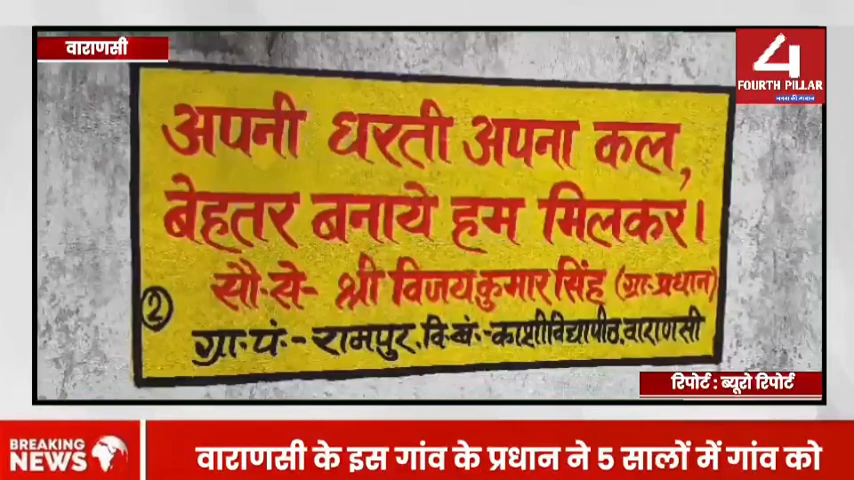 वाराणसी
4
FOURTH PILLAR
अपनी धरती अपना कल,
बेहतर बनाये हम मिलकर।
सौ॰से॰- श्री विजय कुमार सिंह (ग्रा॰प्रधान)
2
ग्रा॰पं॰-रामपुर, वि॰खं॰-काशीविद्यापीठ, वाराणसी
रिपोर्ट : ब्यूरो रिपोर्ट
BREAKING
NEWS
वाराणसी के इस गांव के प्रधान ने 5 सालों में गांव को